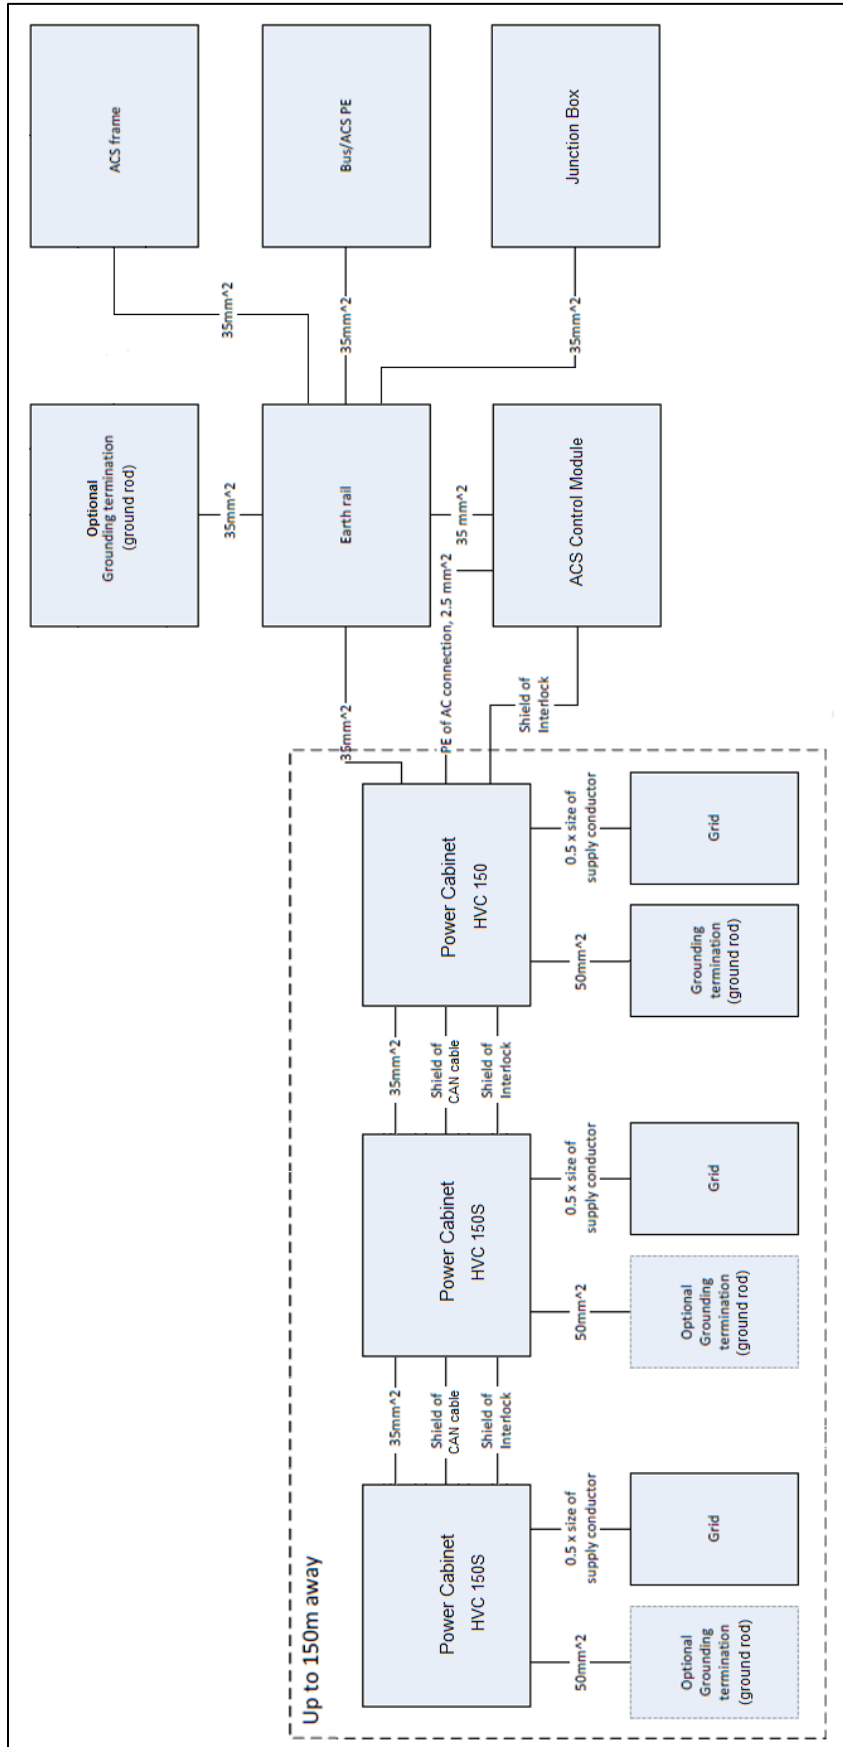 Optional
Grounding termination
(ground rod)
ACS frame
35mm^2
35mm^2
Up to 150m away
Power Cabinet
HVC 150S
35mm^2
Shield of
CAN cable
Shield of
Interlock
Power Cabinet
HVC 150S
35mm^2
Shield of
CAN cable
Shield of
Interlock
Power Cabinet
HVC 150
35mm^2
PE of AC connection, 2.5 mm^2
Shield of
Interlock
Earth rail
35mm^2
Bus/ACS PE
35 mm^2
ACS Control Module
35mm^2
Junction Box
50mm^2
0.5 x size of
supply conductor
50mm^2
0.5 x size of
supply conductor
50mm^2
0.5 x size of
supply conductor
Optional
Grounding
termination
(ground rod)
Grid
Optional
Grounding
termination
(ground rod)
Grid
Grounding
termination
(ground rod)
Grid